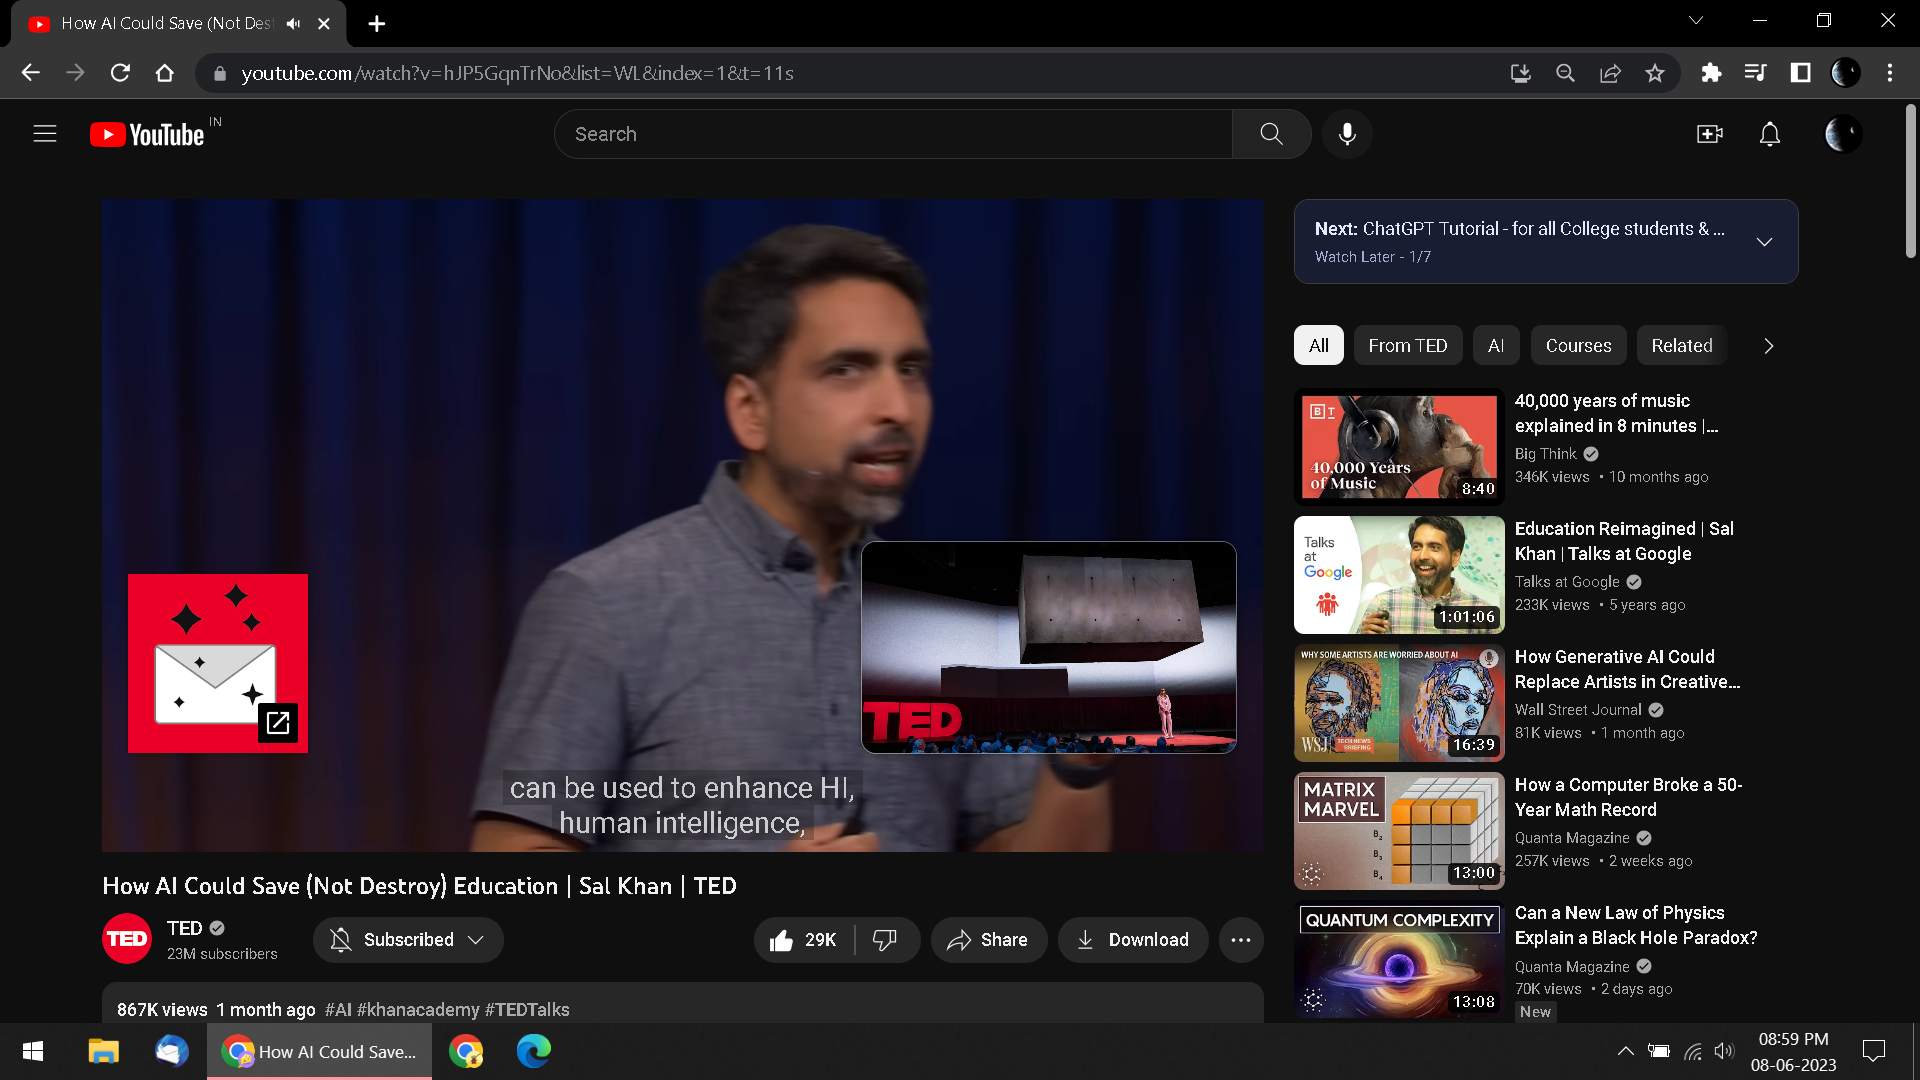 How AI Could Save (Not Des
youtube.com/watch?v=hJP5GqnTrNo&list=WL&index=1&t=11s
YouTube IN
Search
can be used to enhance HI,
human intelligence,
TED
How AI Could Save (Not Destroy) Education | Sal Khan | TED
TED
TED
23M subscribers
Subscribed
29K
Share
Download
867K views 1 month ago #AI #khanacademy #TEDTalks
Next: ChatGPT Tutorial - for all College students & ...
Watch Later - 1/7
All
From TED
AI
Courses
Related
BT
40,000 Years
of Music
8:40
40,000 years of music
explained in 8 minutes |...
Big Think
346K views • 10 months ago
Talks
at
Google
1:01:06
Education Reimagined | Sal
Khan | Talks at Google
Talks at Google
233K views • 5 years ago
WHY SOME ARTISTS ARE WORRIED ABOUT AI
WSJ
TECH NEWS
BRIEFING
16:39
How Generative AI Could
Replace Artists in Creative...
Wall Street Journal
81K views • 1 month ago
MATRIX
MARVEL
B₂
B₃
B₄
13:00
How a Computer Broke a 50-
Year Math Record
Quanta Magazine
257K views • 2 weeks ago
QUANTUM COMPLEXITY
13:08
Can a New Law of Physics
Explain a Black Hole Paradox?
Quanta Magazine
70K views • 2 days ago
New
How AI Could Save...
08:59 PM
08-06-2023